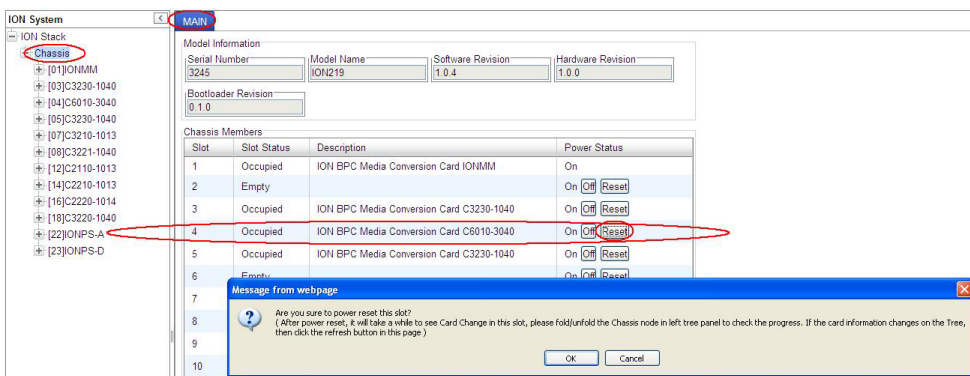 ION System
MAIN
ION Stack
Chassis
[01]IONMM
[03]C3230-1040
[04]C6010-3040
[05]C3230-1040
[07]C3210-1013
[08]C3221-1040
[12]C2110-1013
[14]C2210-1013
[16]C2220-1014
[18]C3220-1040
[22]IONPS-A
[23]IONPS-D
Model Information
Serial Number Model Name Software Revision Hardware Revision
3245 ION219 1.0.4 1.0.0
Bootloader Revision
0.1.0
Chassis Members
Slot Slot Status Description Power Status
1 Occupied ION BPC Media Conversion Card IONMM On
2 Empty On Off Reset
3 Occupied ION BPC Media Conversion Card C3230-1040 On Off Reset
4 Occupied ION BPC Media Conversion Card C6010-3040 On Off Reset
5 Occupied ION BPC Media Conversion Card C3230-1040 On Off Reset
6 Empty On Off Reset
7
8
9
10
Message from webpage
Are you sure to power reset this slot?
( After power reset, it will take a while to see Card Change in this slot, please fold/unfold the Chassis node in left tree panel to check the progress. If the card information changes on the Tree,
then click the refresh button in this page )
OK Cancel